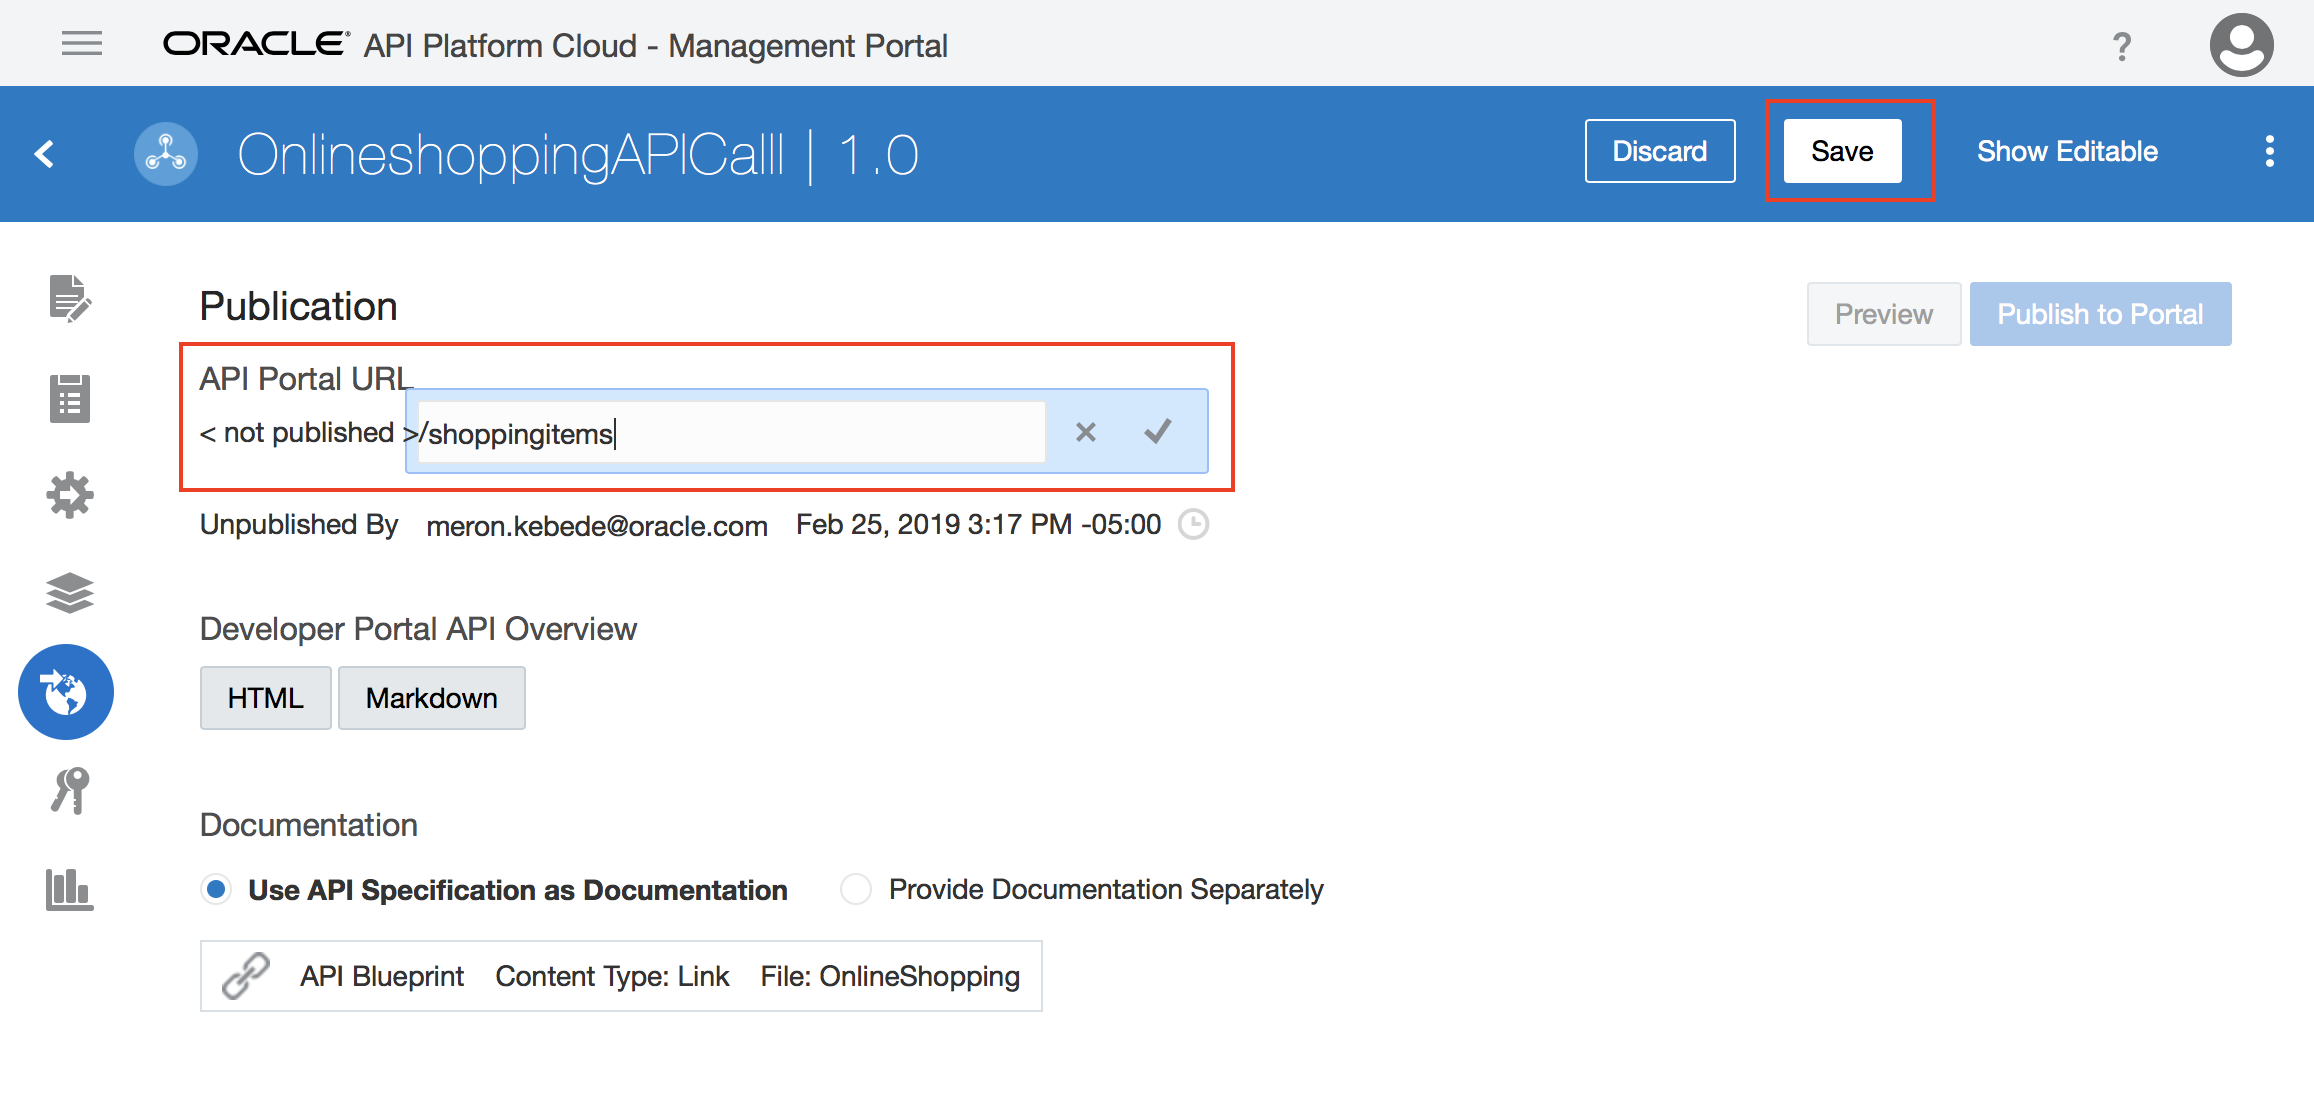 ORACLE® API Platform Cloud - Management Portal ?
OnlineshoppingAPICalll | 1.0 Discard Save Show Editable
Publication Preview Publish to Portal
API Portal URL
< not published >/shoppingitems
Unpublished By meron.kebede@oracle.com Feb 25, 2019 3:17 PM -05:00
Developer Portal API Overview
HTML Markdown
Documentation
Use API Specification as Documentation Provide Documentation Separately
API Blueprint Content Type: Link File: OnlineShopping